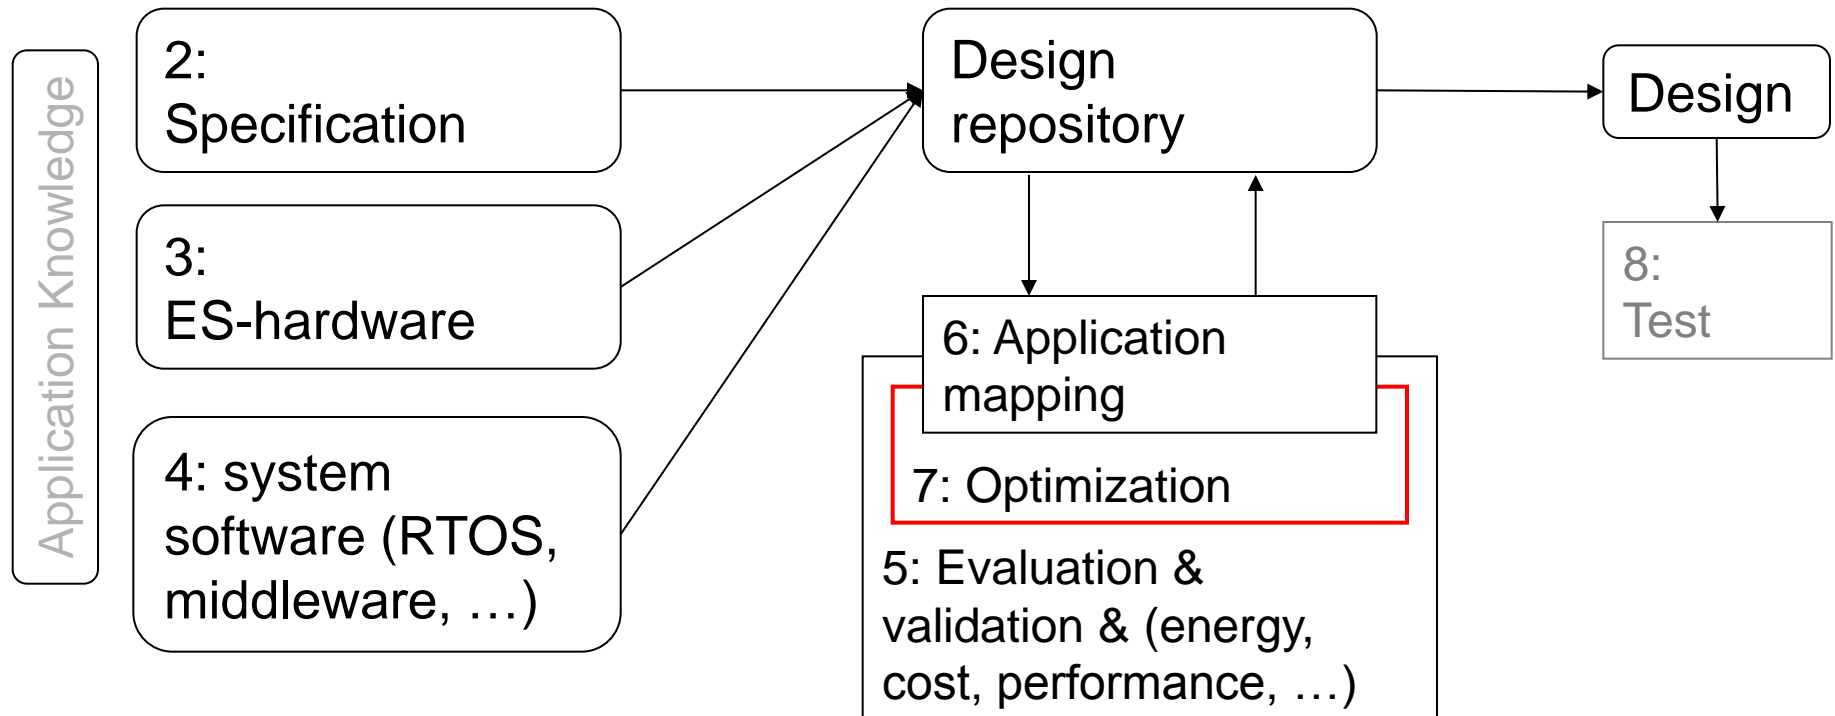 Application Knowledge
2:
Specification
3:
ES-hardware
4: system
software (RTOS,
middleware, …)
Design
repository
6: Application
mapping
7: Optimization
5: Evaluation &
validation & (energy,
cost, performance, …)
Design
8:
Test